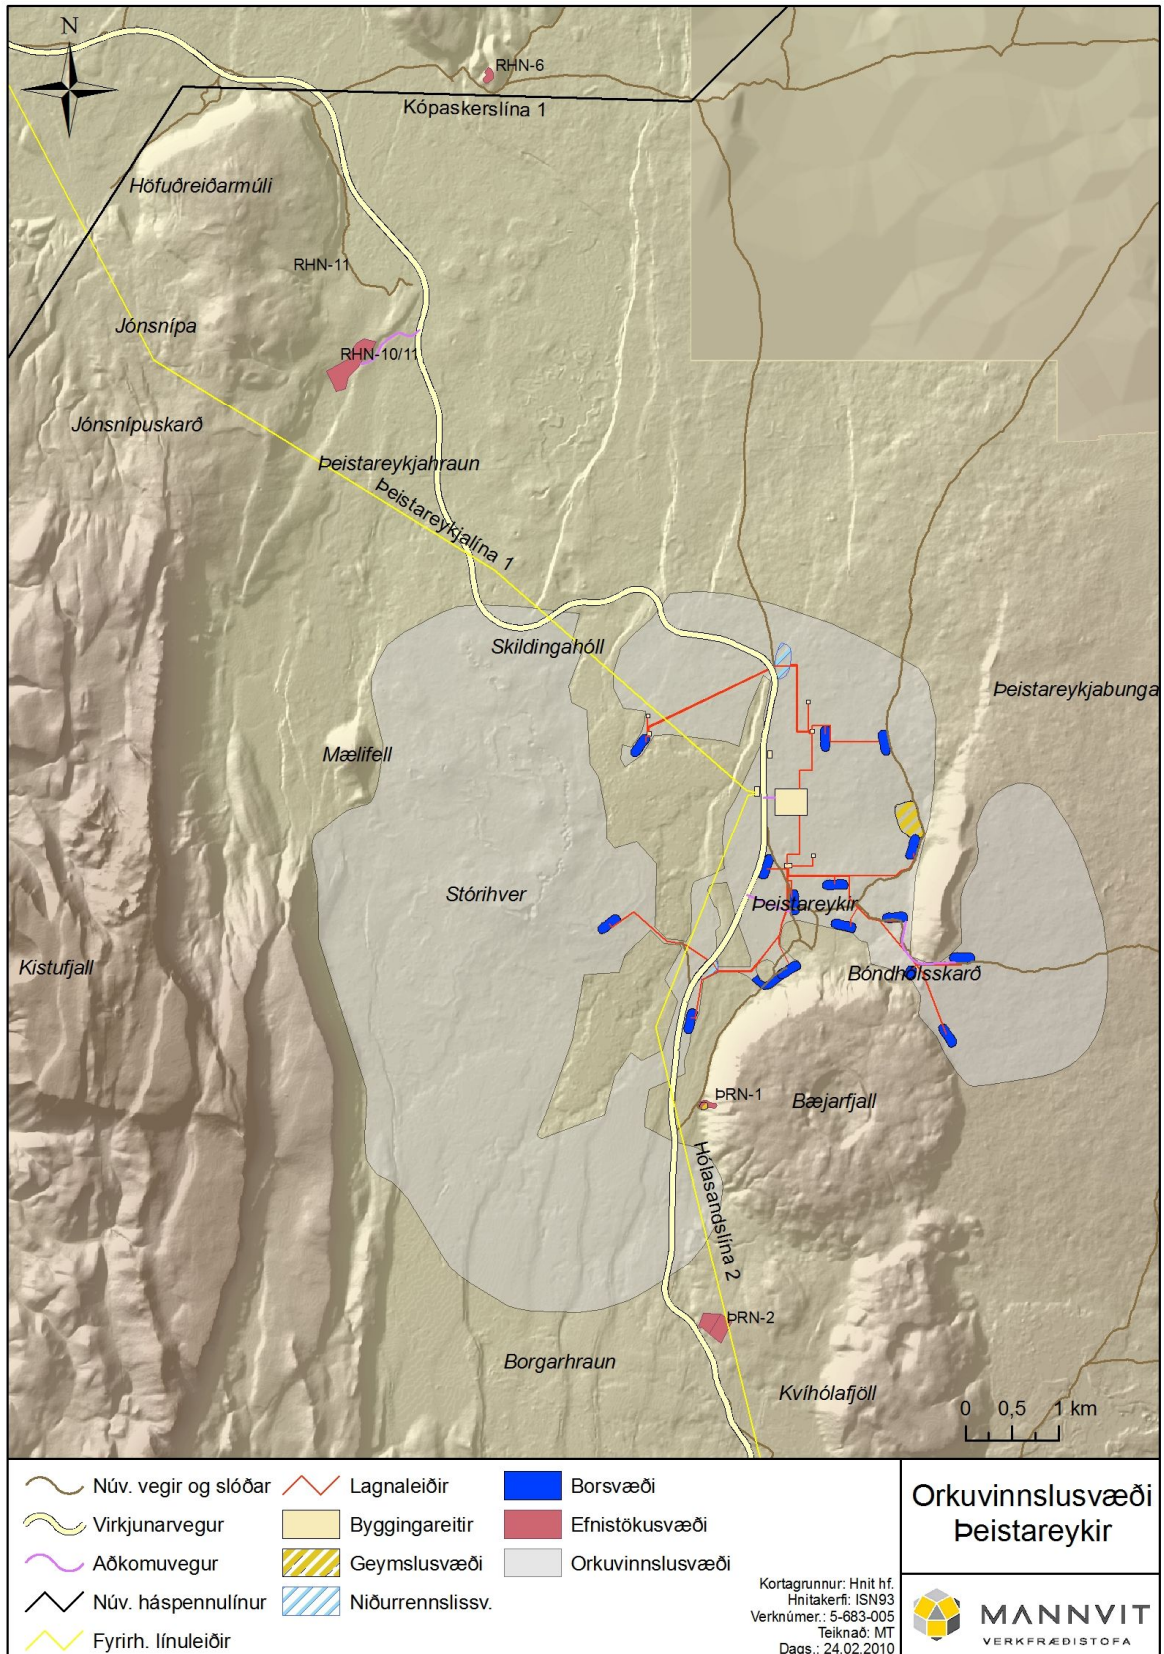 N
RHN-6
Kópaskerslína 1
Höfuðreiðarmúli
RHN-11
Jónsnípa
RHN-10/11
Jónsnípuskarð
Þeistareykjahraun
Þeistareykjalína 1
Skildingahóll
Þeistareykjabunga
Mælifell
Stórihver
Þeistareykir
Kistufjall
Bóndhólsskarð
ÞRN-1
Bæjarfjall
Hólasandslína 2
ÞRN-2
Borgarhraun
Kvíhólafjöll
0 0,5 1 km
Núv. vegir og slóðar
Virkjunarvegur
Aðkomuvegur
Núv. háspennulínur
Fyrirh. línuleiðir
Lagnaleiðir
Byggingareitir
Geymslusvæði
Niðurrennslissv.
Borsvæði
Efnistökusvæði
Orkuvinnslusvæði
Kortagrunnur: Hnit hf.
Hnitakerfi: ISN93
Verknúmer.: 5-683-005
Teiknað: MT
Dags.: 24.02.2010
Orkuvinnslusvæði
Þeistareykir
MANNVIT
VERKFRÆÐISTOFA